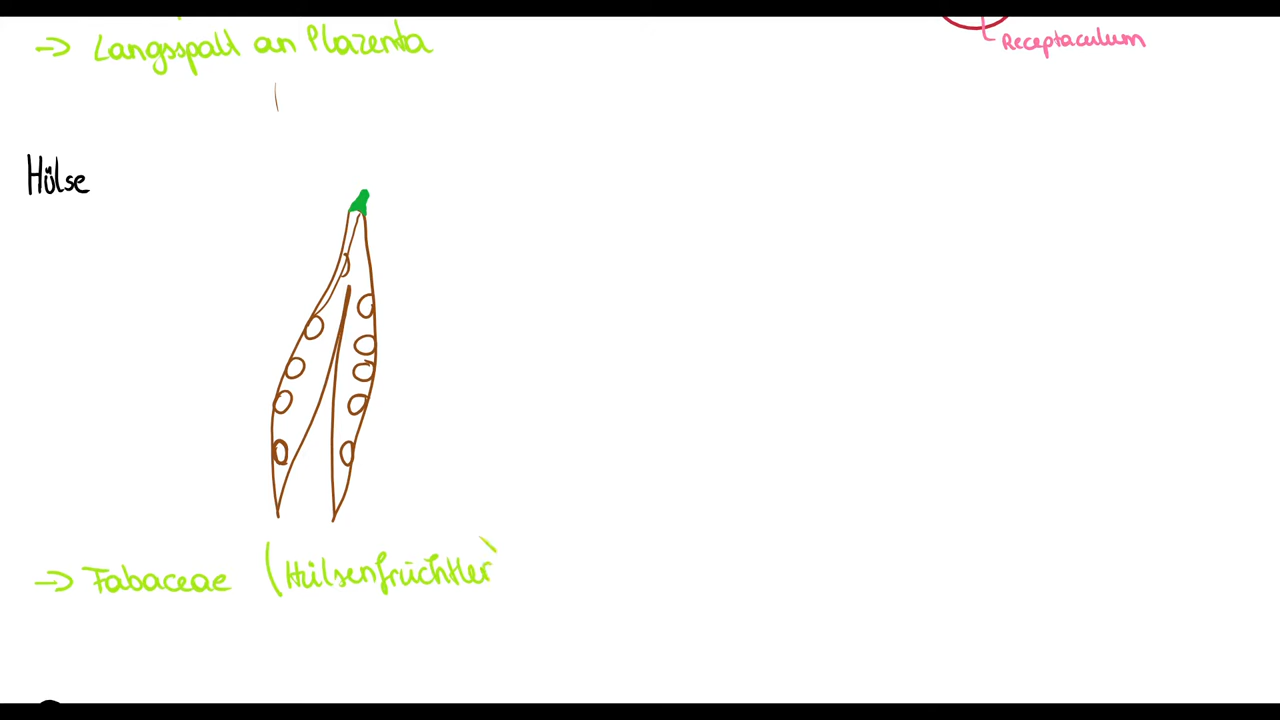 -> Langsspalt an Plazenta
Receptaculum
Hülse
-> Fabaceae (Hülsenfrüchtler)